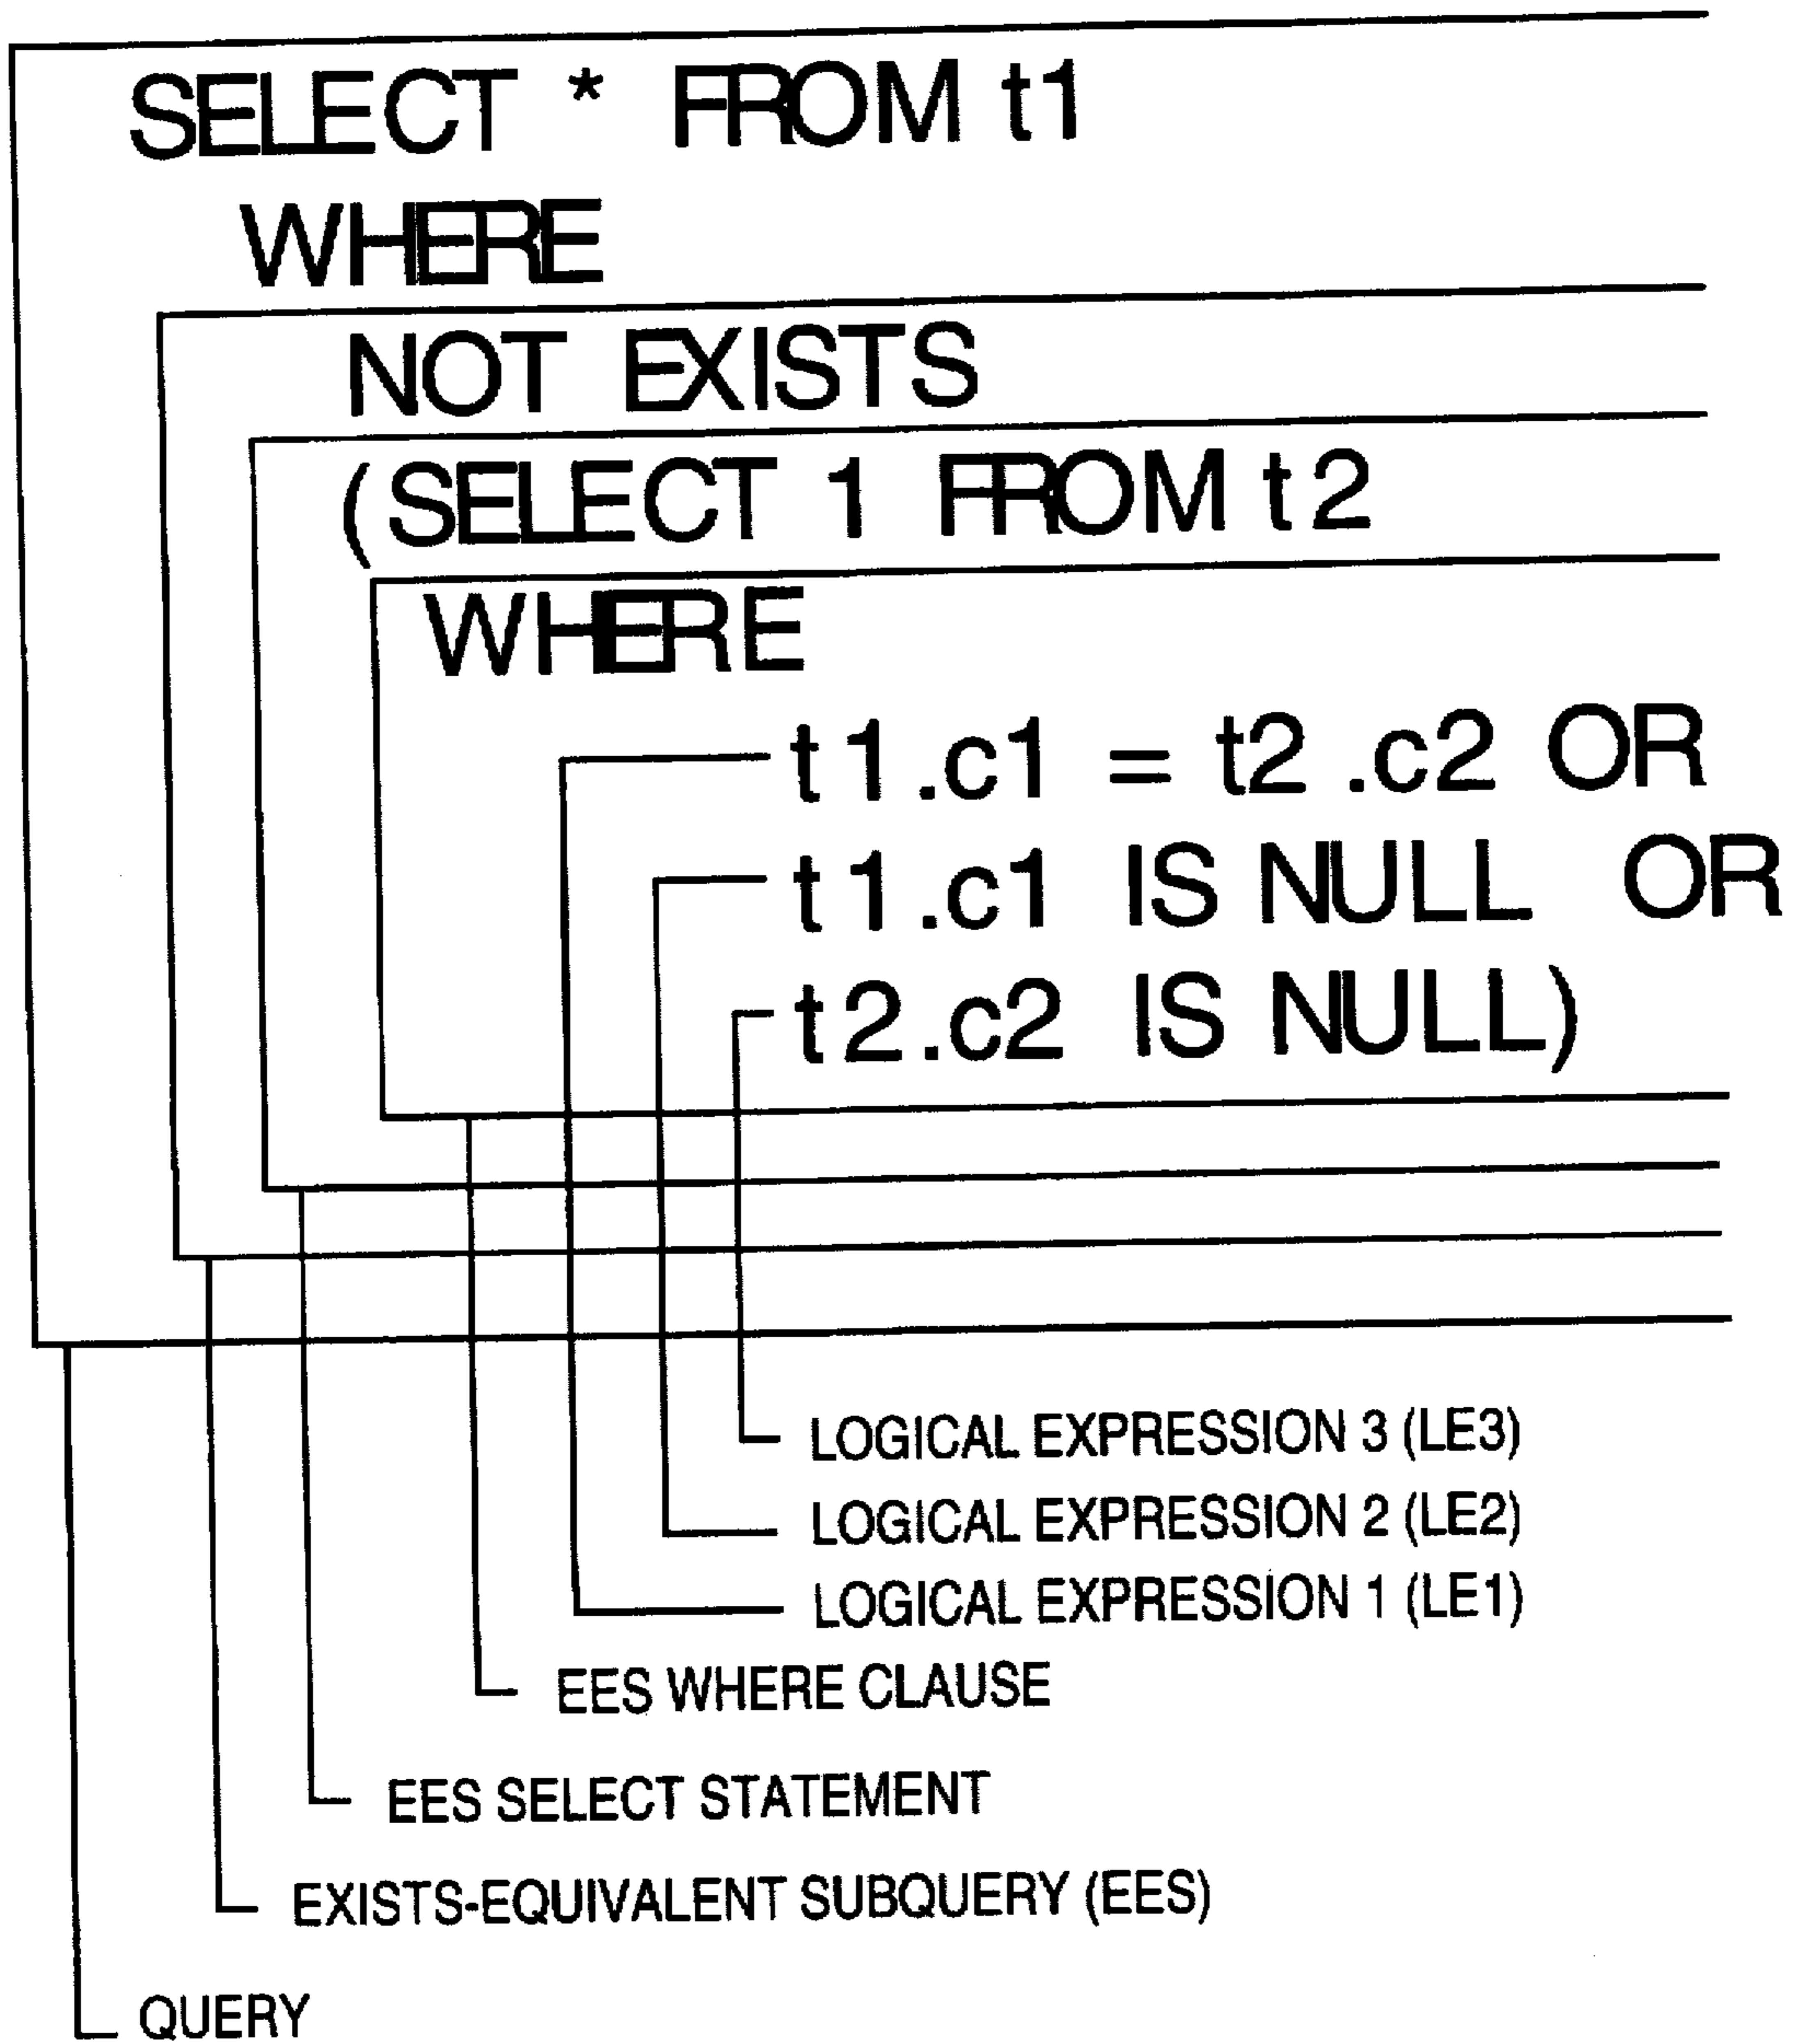 SELECT * FROM t1
WHERE
NOT EXISTS
(SELECT 1 FROM t2
WHERE
t1.c1 = t2.c2 OR
t1.c1 IS NULL OR
t2.c2 IS NULL)
LOGICAL EXPRESSION 3 (LE3)
LOGICAL EXPRESSION 2 (LE2)
LOGICAL EXPRESSION 1 (LE1)
EES WHERE CLAUSE
EES SELECT STATEMENT
EXISTS-EQUIVALENT SUBQUERY (EES)
QUERY